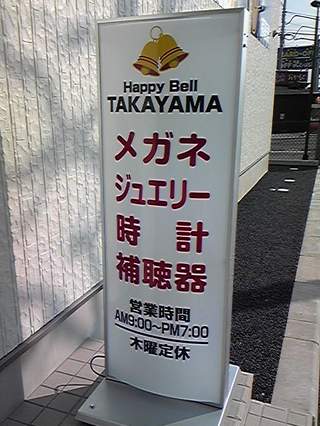 Happy Bell
TAKAYAMA
メガネ
ジュエリー
時計
補聴器
営業時間
AM9:00～PM7:00
木曜定休